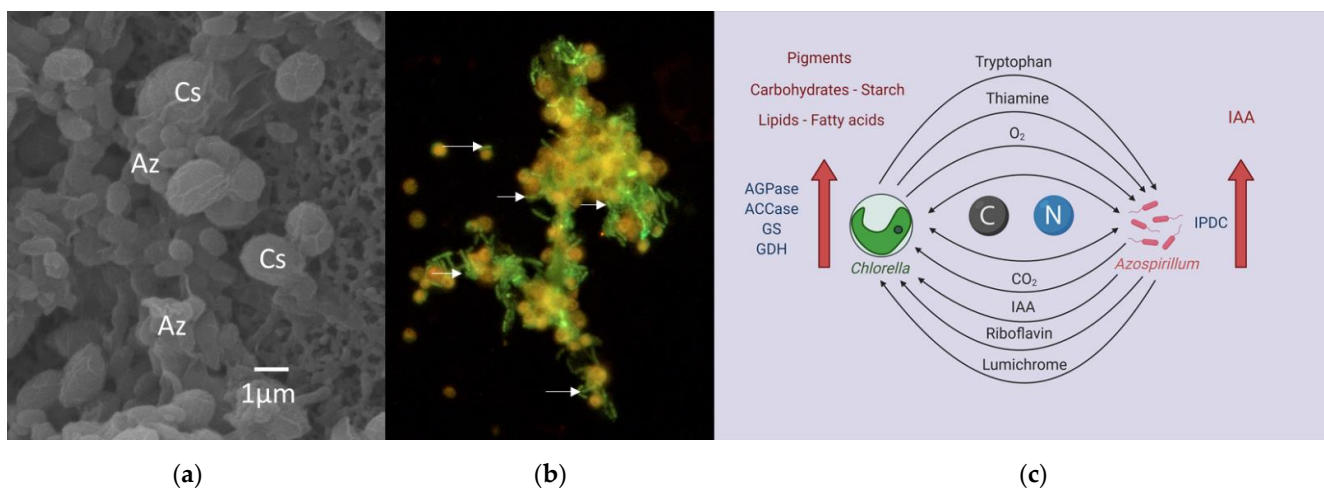 Cs
Az
Cs
Az
1µm
Pigments
Carbohydrates - Starch
Lipids - Fatty acids
AGPase
ACCase
GS
GDH
Tryptophan
Thiamine
O₂
C N
Chlorella
Azospirillum
CO₂
IAA
Riboflavin
Lumichrome
IAA
IPDC
(a) (b) (c)